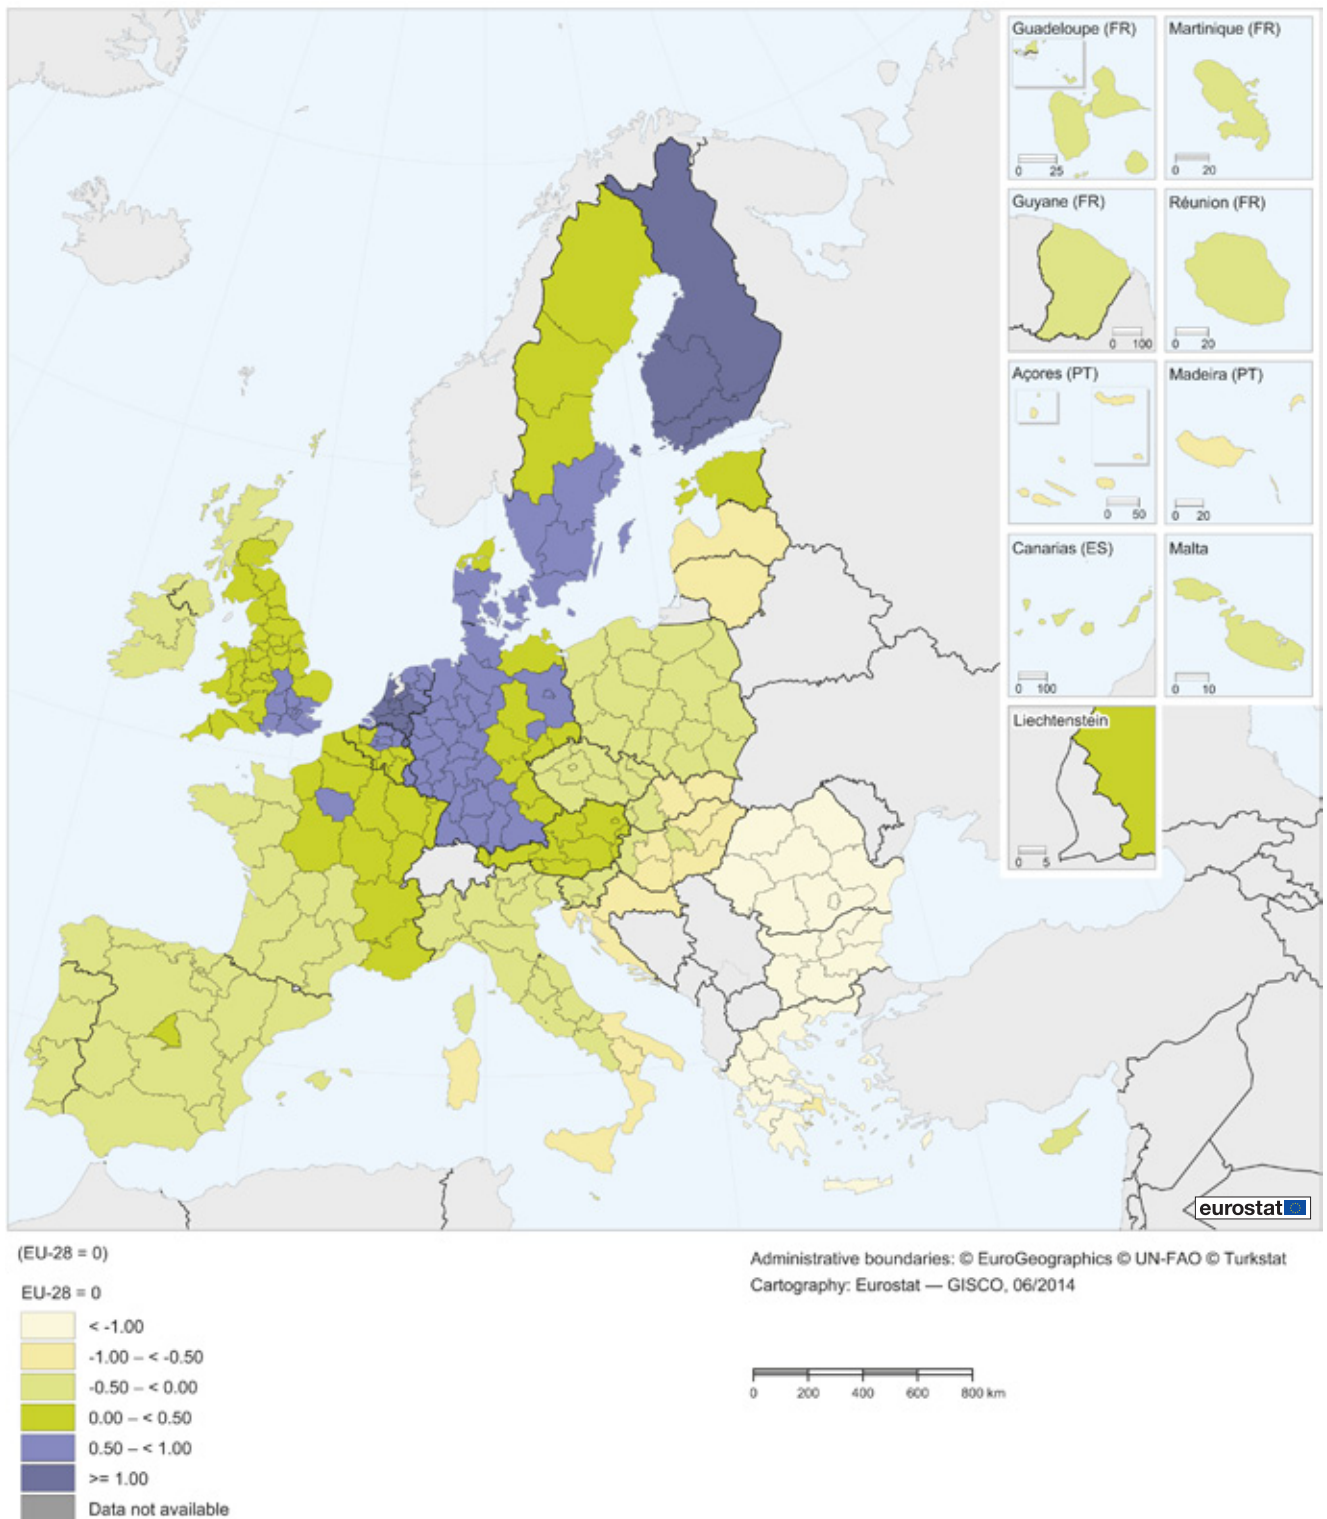 Guadeloupe (FR)
0 25
Martinique (FR)
0 20
Guyane (FR)
0 100
Réunion (FR)
0 20
Açores (PT)
0 50
Madeira (PT)
0 20
Canarias (ES)
0 100
Malta
0 10
Liechtenstein
0 5
eurostat
(EU-28 = 0)
EU-28 = 0
< -1.00
-1.00 – < -0.50
-0.50 – < 0.00
0.00 – < 0.50
0.50 – < 1.00
>= 1.00
Data not available
Administrative boundaries: © EuroGeographics © UN-FAO © Turkstat
Cartography: Eurostat — GISCO, 06/2014
0 200 400 600 800 km